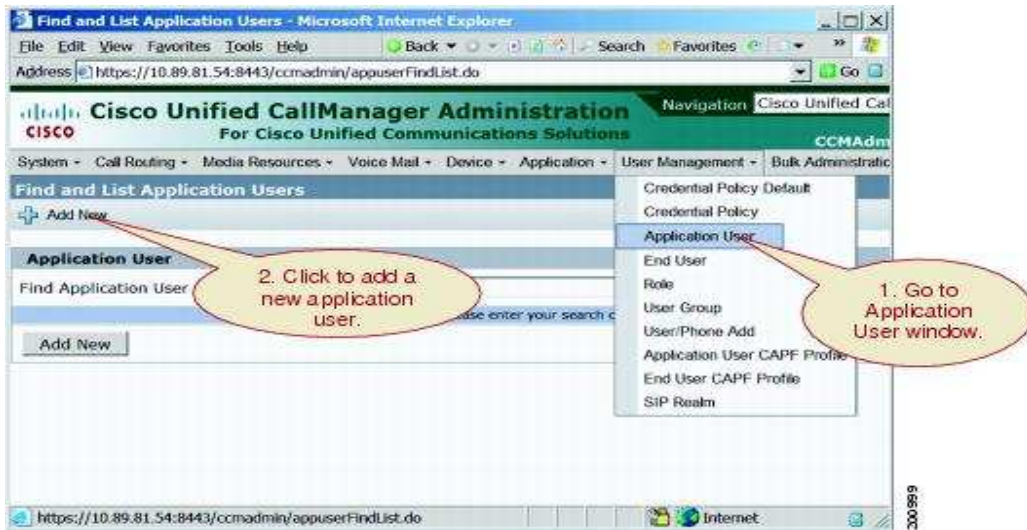 Find and List Application Users - Microsoft Internet Explorer
File Edit View Favorites Tools Help Back Search Favorites
Address https://10.89.81.54:8443/ccmadmin/appuserFindList.do Go
CISCO Cisco Unified CallManager Administration Navigation Cisco Unified Cal
For Cisco Unified Communications Solutions
CCMAdm
System Call Routing Media Resources Voice Mail Device Application User Management Bulk Administratic
Find and List Application Users
Add New
Application User
Find Application User
ase enter your search c
Add New
Credential Policy Default
Credential Policy
Application User
End User
Role
User Group
User/Phone Add
Application User CAPF Profile
End User CAPF Profile
SIP Realm
2. Click to add a
new application
user.
1. Go to
Application
User window.
https://10.89.81.54:8443/ccmadmin/appuserFindList.do Internet
200999